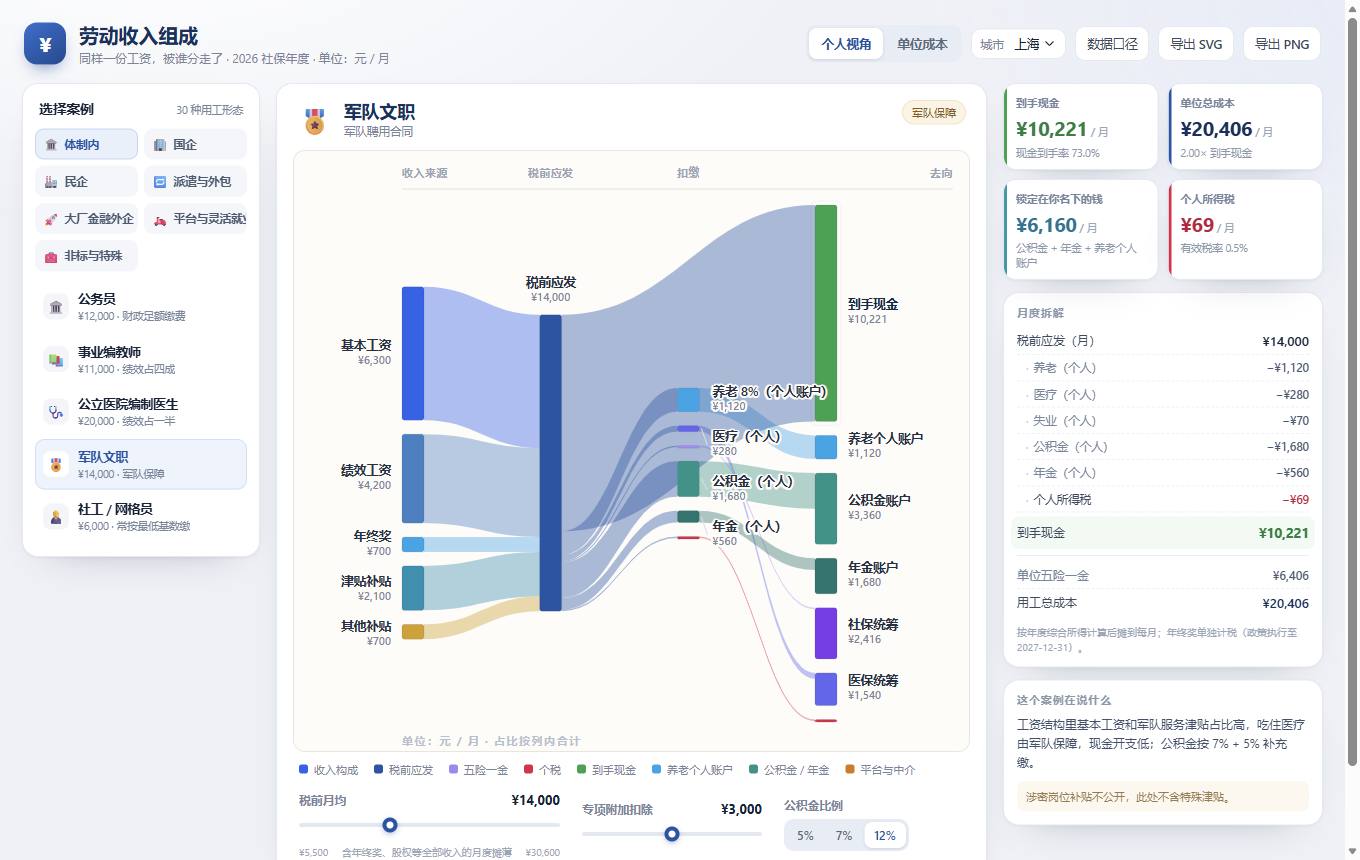 ¥
劳动收入组成
同样一份工资，被谁分走了 · 2026 社保年度 · 单位：元 / 月
个人视角
单位成本
城市
上海
数据口径
导出 SVG
导出 PNG
选择案例
30 种用工形态
体制内
国企
民企
派遣与外包
大厂金融外企
平台与灵活就业
非标与特殊
公务员
¥12,000 · 财政足额缴费
事业编教师
¥11,000 · 绩效占四成
公立医院编制医生
¥20,000 · 绩效占一半
军队文职
¥14,000 · 军队保障
社工 / 网格员
¥6,000 · 常按最低基数缴
军队文职
军队聘用合同
军队保障
收入来源
税前应发
扣缴
去向
税前应发
¥14,000
基本工资
¥6,300
绩效工资
¥4,200
年终奖
¥700
津贴补贴
¥2,100
其他补贴
¥700
养老 8%（个人账户）
¥1,120
医疗（个人）
¥280
公积金（个人）
¥1,680
年金（个人）
¥560
到手现金
¥10,221
养老个人账户
¥1,120
公积金账户
¥3,360
年金账户
¥1,680
社保统筹
¥2,416
医保统筹
¥1,540
单位：元 / 月 · 占比按列内合计
收入构成
税前应发
五险一金
个税
到手现金
养老个人账户
公积金 / 年金
平台与中介
税前月均
¥14,000
¥5,500
含年终奖、股权等全部收入的月度摊薄
¥30,600
专项附加扣除
¥3,000
公积金比例
5%
7%
12%
到手现金
¥10,221 / 月
现金到手率 73.0%
单位总成本
¥20,406 / 月
2.00× 到手现金
锁定在你名下的钱
¥6,160 / 月
公积金 + 年金 + 养老个人
账户
个人所得税
¥69 / 月
有效税率 0.5%
月度拆解
税前应发（月）
¥14,000
· 养老（个人）
−¥1,120
· 医疗（个人）
−¥280
· 失业（个人）
−¥70
· 公积金（个人）
−¥1,680
· 年金（个人）
−¥560
· 个人所得税
−¥69
到手现金
¥10,221
单位五险一金
¥6,406
用工总成本
¥20,406
按年度综合所得计算后摊到每月；年终奖单独计税（政策执行至
2027-12-31）。
这个案例在说什么
工资结构里基本工资和军队服务津贴占比高，吃住医疗
由军队保障，现金开支低；公积金按 7% + 5% 补充
缴。
涉密岗位补贴不公开，此处不含特殊津贴。